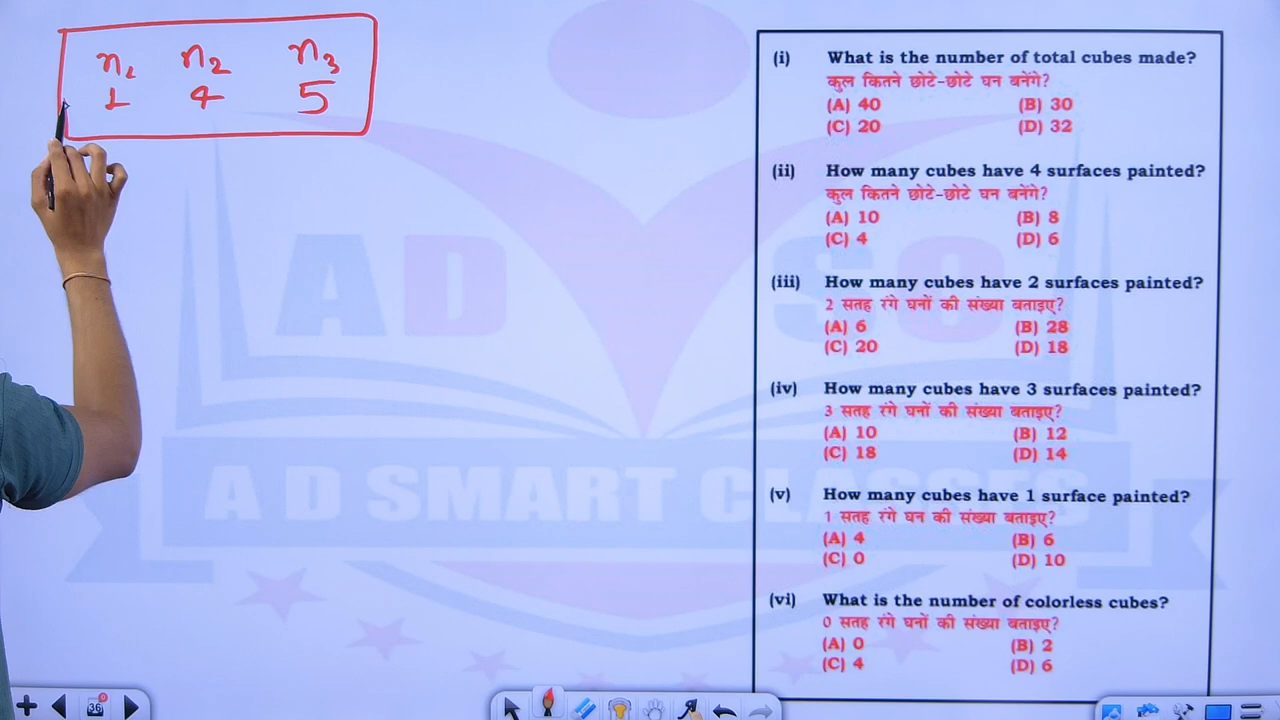 n₁ n₂ n₃
1 4 5
(i) What is the number of total cubes made?
कुल कितने छोटे-छोटे घन बनेंगे?
(A) 40 (B) 30
(C) 20 (D) 32
(ii) How many cubes have 4 surfaces painted?
कुल कितने छोटे-छोटे घन बनेंगे?
(A) 10 (B) 8
(C) 4 (D) 6
(iii) How many cubes have 2 surfaces painted?
2 सतह रंगे घनों की संख्या बताइए?
(A) 6 (B) 28
(C) 20 (D) 18
(iv) How many cubes have 3 surfaces painted?
3 सतह रंगे घनों की संख्या बताइए?
(A) 10 (B) 12
(C) 18 (D) 14
(v) How many cubes have 1 surface painted?
1 सतह रंगे घन की संख्या बताइए?
(A) 4 (B) 6
(C) 0 (D) 10
(vi) What is the number of colorless cubes?
0 सतह रंगे घनों की संख्या बताइए?
(A) 0 (B) 2
(C) 4 (D) 6
AD SO
A D SMART CLASSES
36